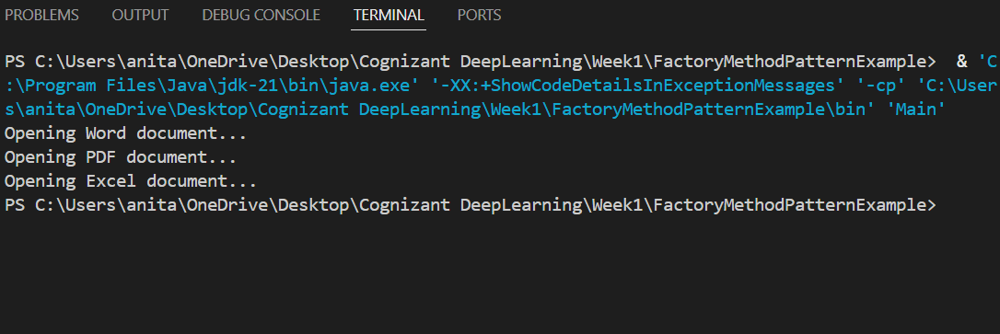 PROBLEMS OUTPUT DEBUG CONSOLE TERMINAL PORTS
PS C:\Users\anita\OneDrive\Desktop\Cognizant DeepLearning\Week1\FactoryMethodPatternExample>  & 'C
:\Program Files\Java\jdk-21\bin\java.exe' '-XX:+ShowCodeDetailsInExceptionMessages' '-cp' 'C:\User
s\anita\OneDrive\Desktop\Cognizant DeepLearning\Week1\FactoryMethodPatternExample\bin' 'Main'
Opening Word document...
Opening PDF document...
Opening Excel document...
PS C:\Users\anita\OneDrive\Desktop\Cognizant DeepLearning\Week1\FactoryMethodPatternExample>